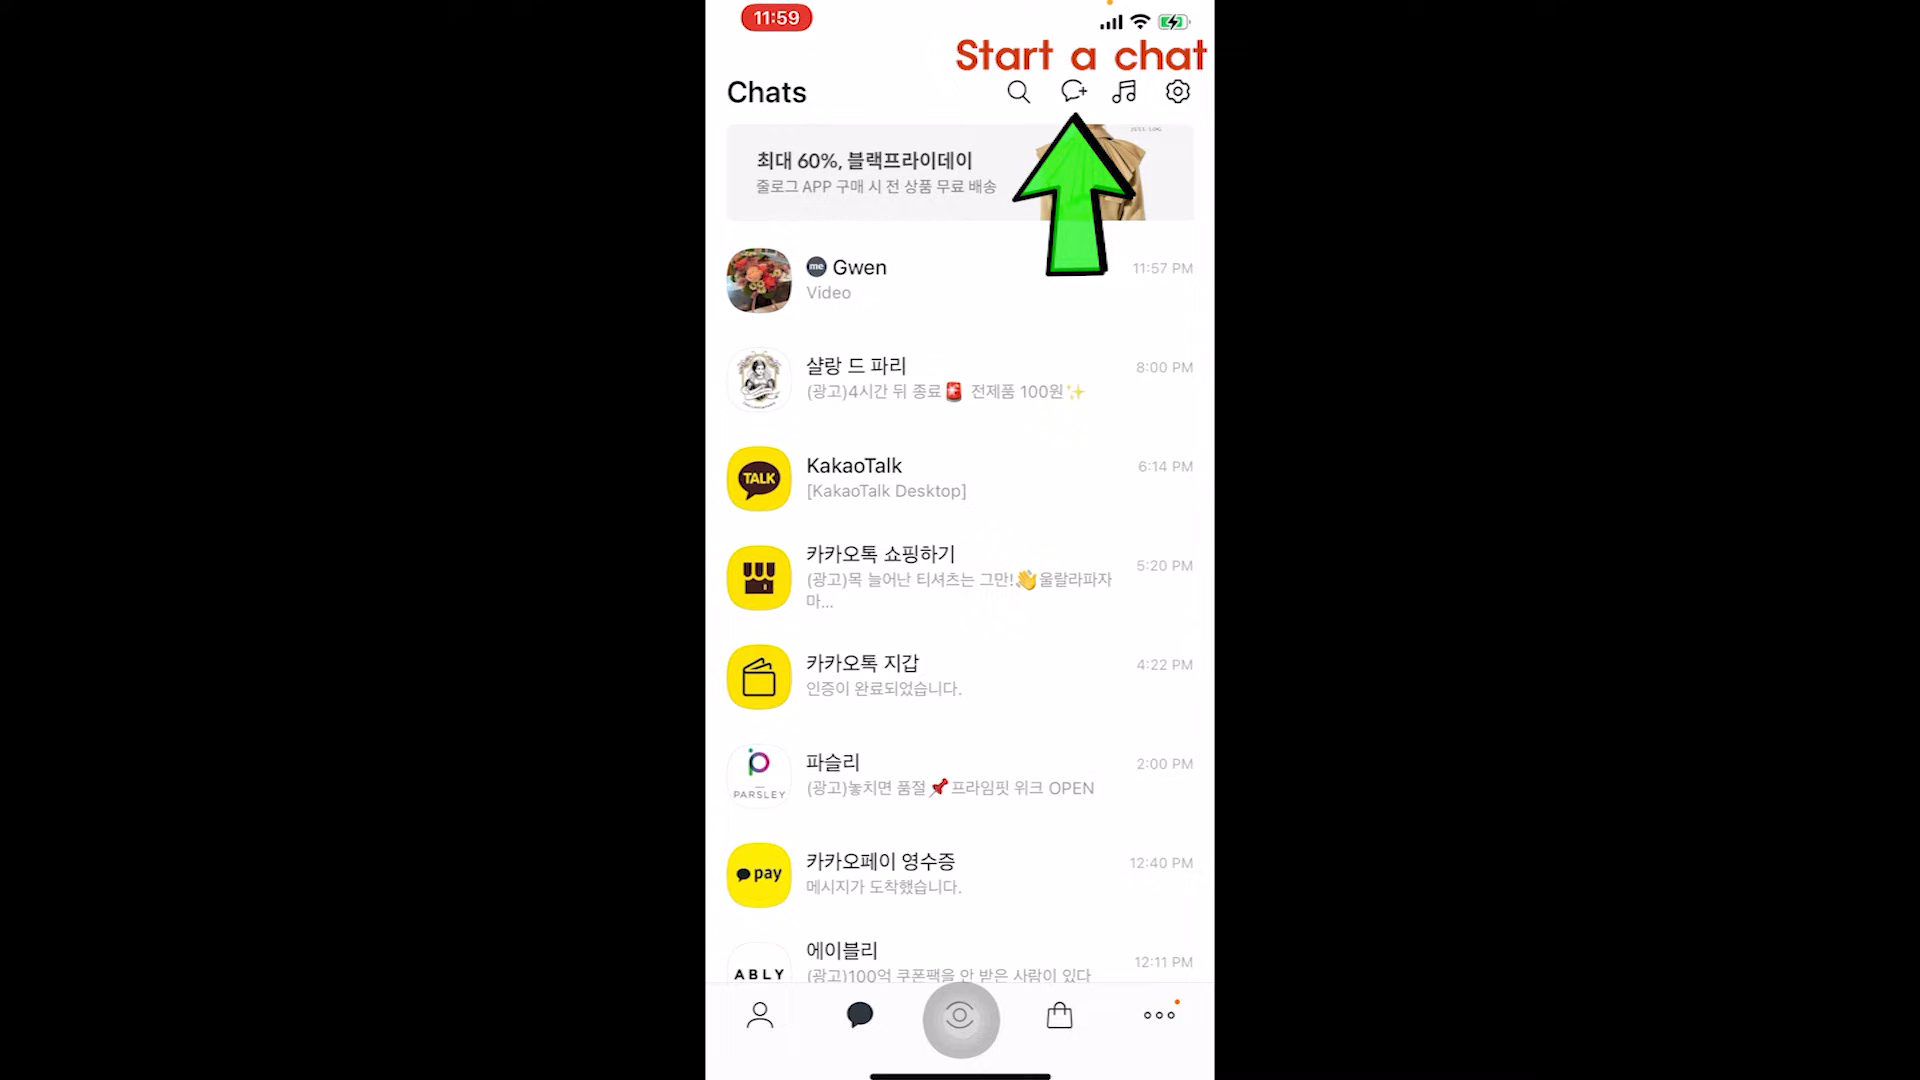 11:59
Start a chat
Chats
JULL-LOG
최대 60%, 블랙프라이데이
줄로그 APP 구매 시 전 상품 무료 배송
me Gwen
11:57 PM
Video
샬랑 드 파리
8:00 PM
(광고)4시간 뒤 종료🚨 전제품 100원✨
TALK
KakaoTalk
6:14 PM
[KakaoTalk Desktop]
카카오톡 쇼핑하기
5:20 PM
(광고)목 늘어난 티셔츠는 그만!👋울랄라파자
마...
카카오톡 지갑
4:22 PM
인증이 완료되었습니다.
파슬리
2:00 PM
(광고)놓치면 품절📌프라임핏 위크 OPEN
PARSLEY
카카오페이 영수증
12:40 PM
pay
메시지가 도착했습니다.
에이블리
12:11 PM
ABLY
(광고)100억 쿠폰팩을 안 받은 사람이 있다